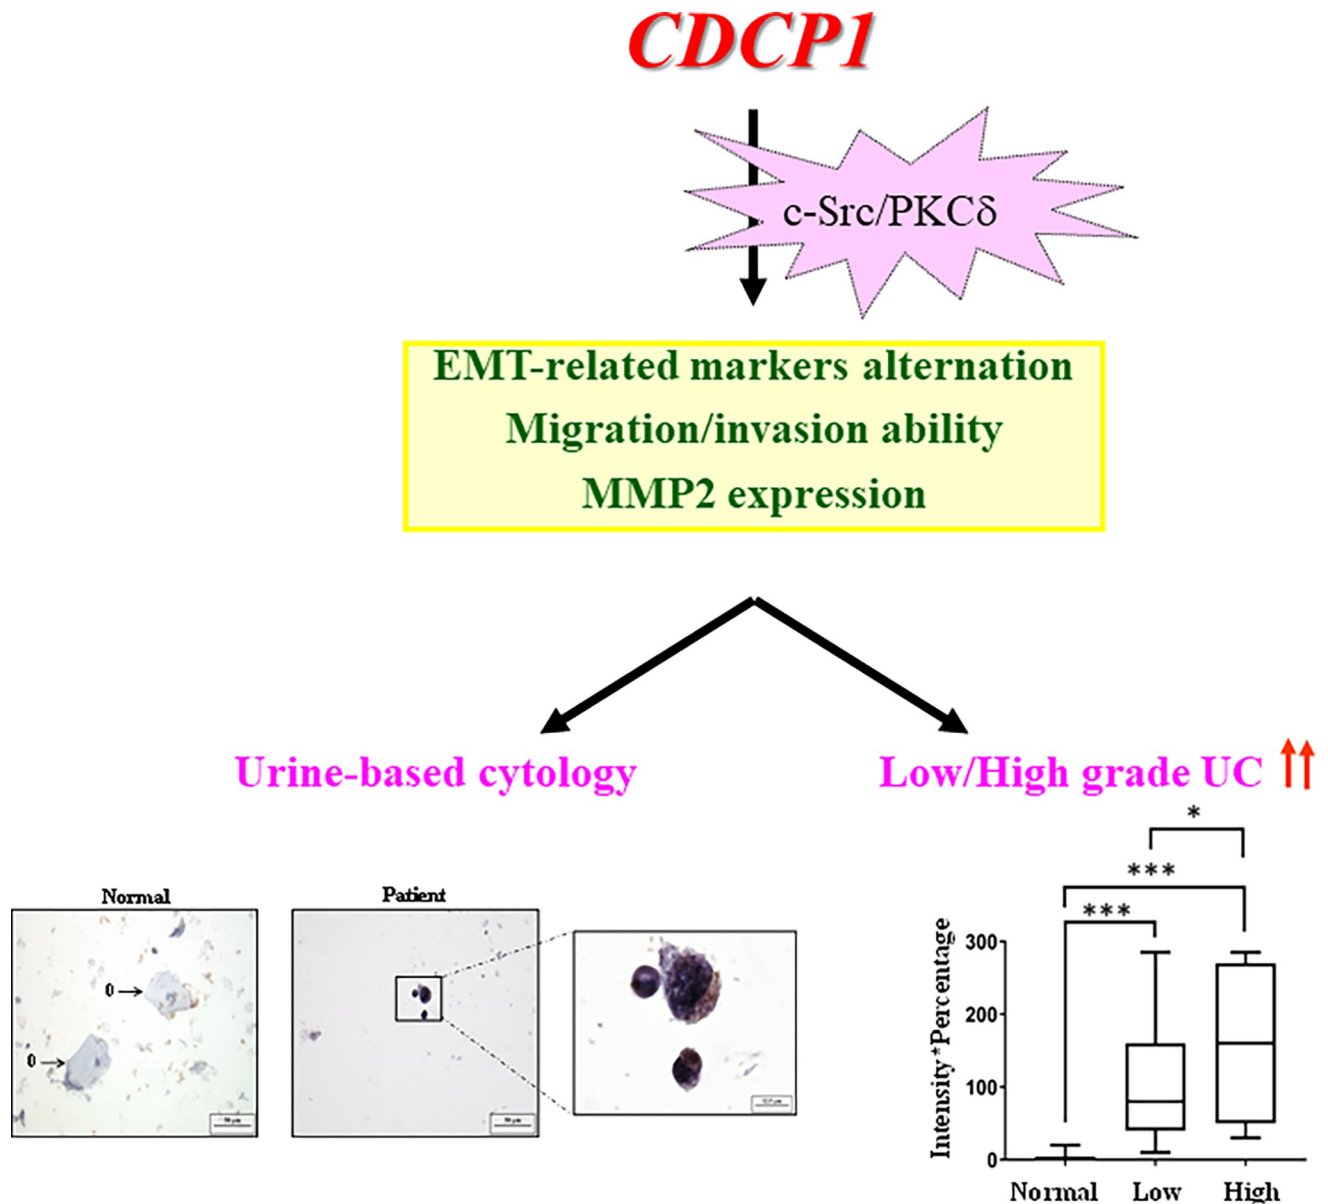 CDCP1
c-Src/PKCδ
EMT-related markers alternation
Migration/invasion ability
MMP2 expression
Urine-based cytology
Low/High grade UC
Normal
0
0
Patient
*
***
***
Intensity*Percentage
300
200
100
0
Normal Low High